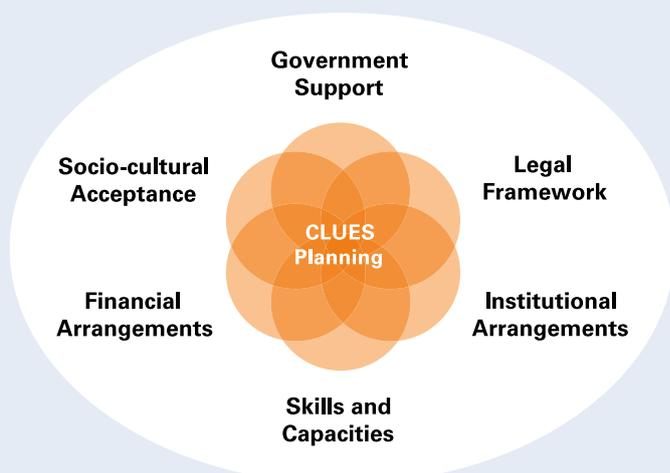 Government
Support
Socio-cultural
Acceptance
Legal
Framework
CLUES
Planning
Financial
Arrangements
Institutional
Arrangements
Skills and
Capacities